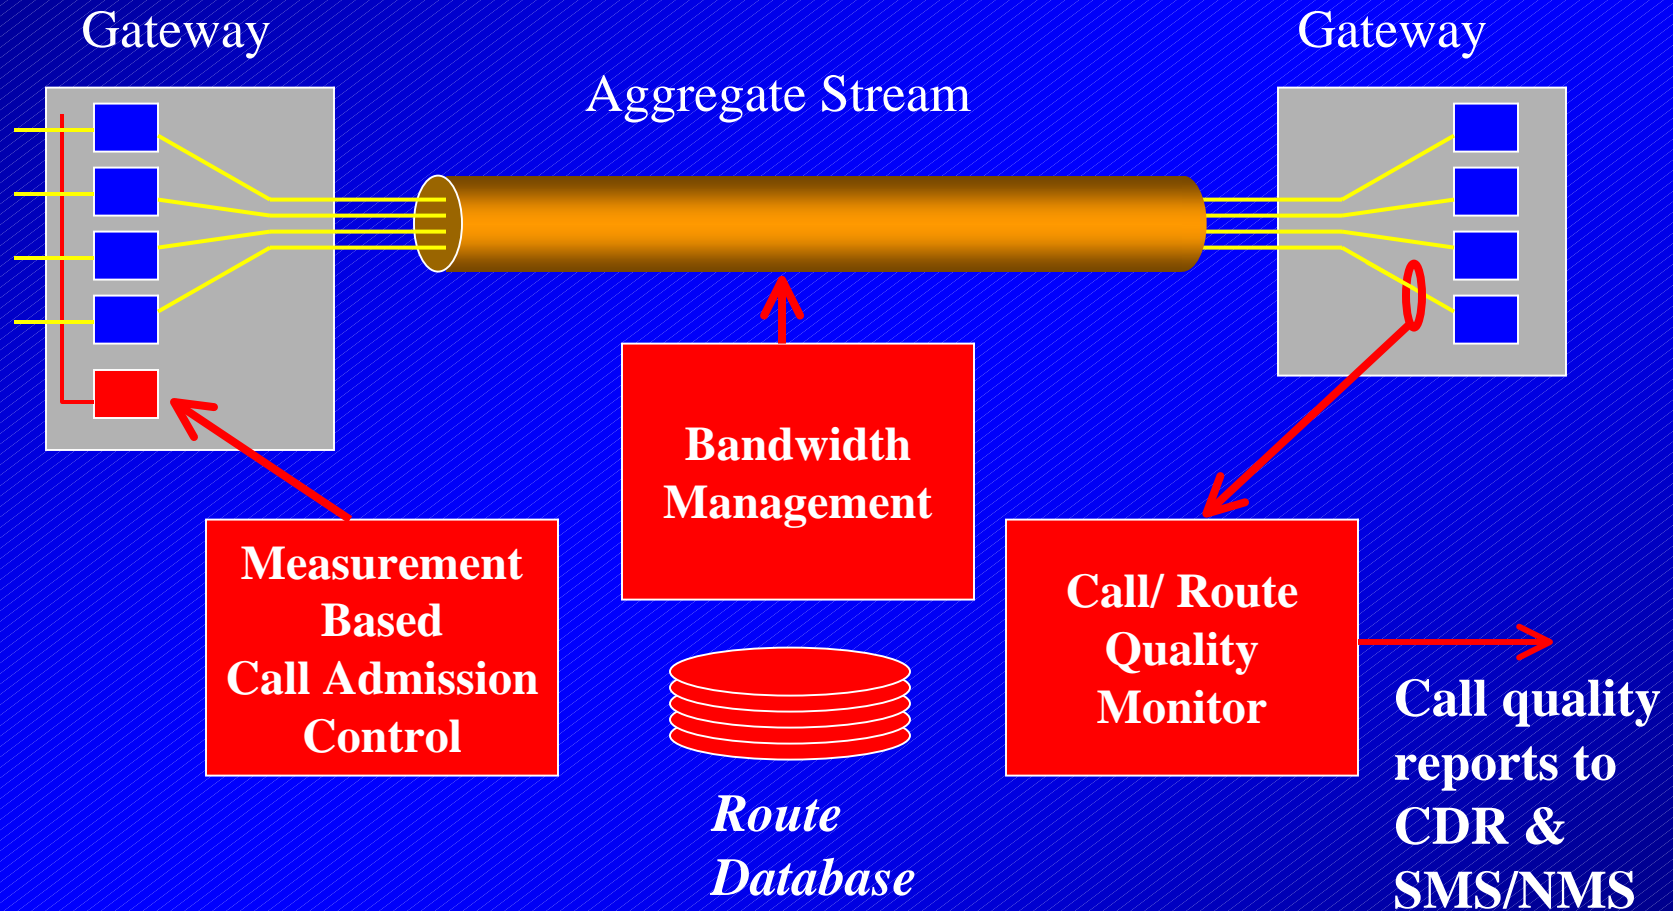 Gateway
Gateway
Aggregate Stream
Bandwidth
Management
Measurement
Based
Call Admission
Control
Call/ Route
Quality
Monitor
Call quality
reports to
CDR &
SMS/NMS
Route
Database